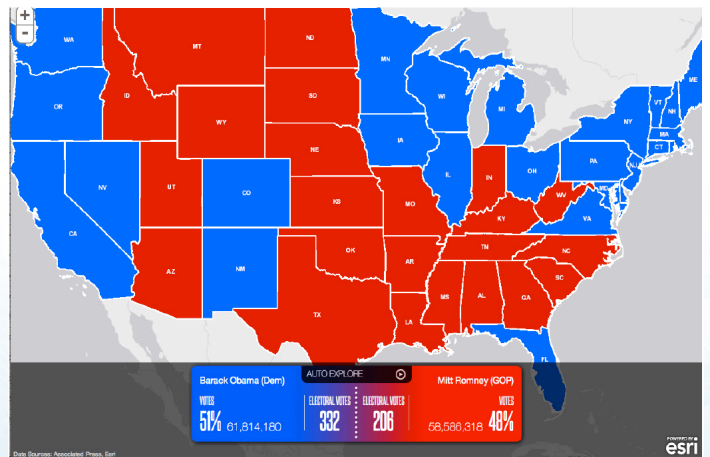 +
-
WA
MT
ND
MN
ME
OR
ID
SD
WI
MI
VT
NH
NY
MA
WY
CT
IA
NE
PA
NJ
NV
UT
CO
IL
IN
OH
MD
WV
VA
CA
KS
MO
KY
TN
NC
AZ
NM
OK
AR
SC
MS
AL
GA
TX
LA
FL
AUTO EXPLORE
Barack Obama (Dem)
Mitt Romney (GOP)
VOTES
ELECTORAL VOTES
ELECTORAL VOTES
VOTES
51% 61,814,180
332
206
58,586,318 48%
POWERED BY
esri
Data Sources: Associated Press, Esri